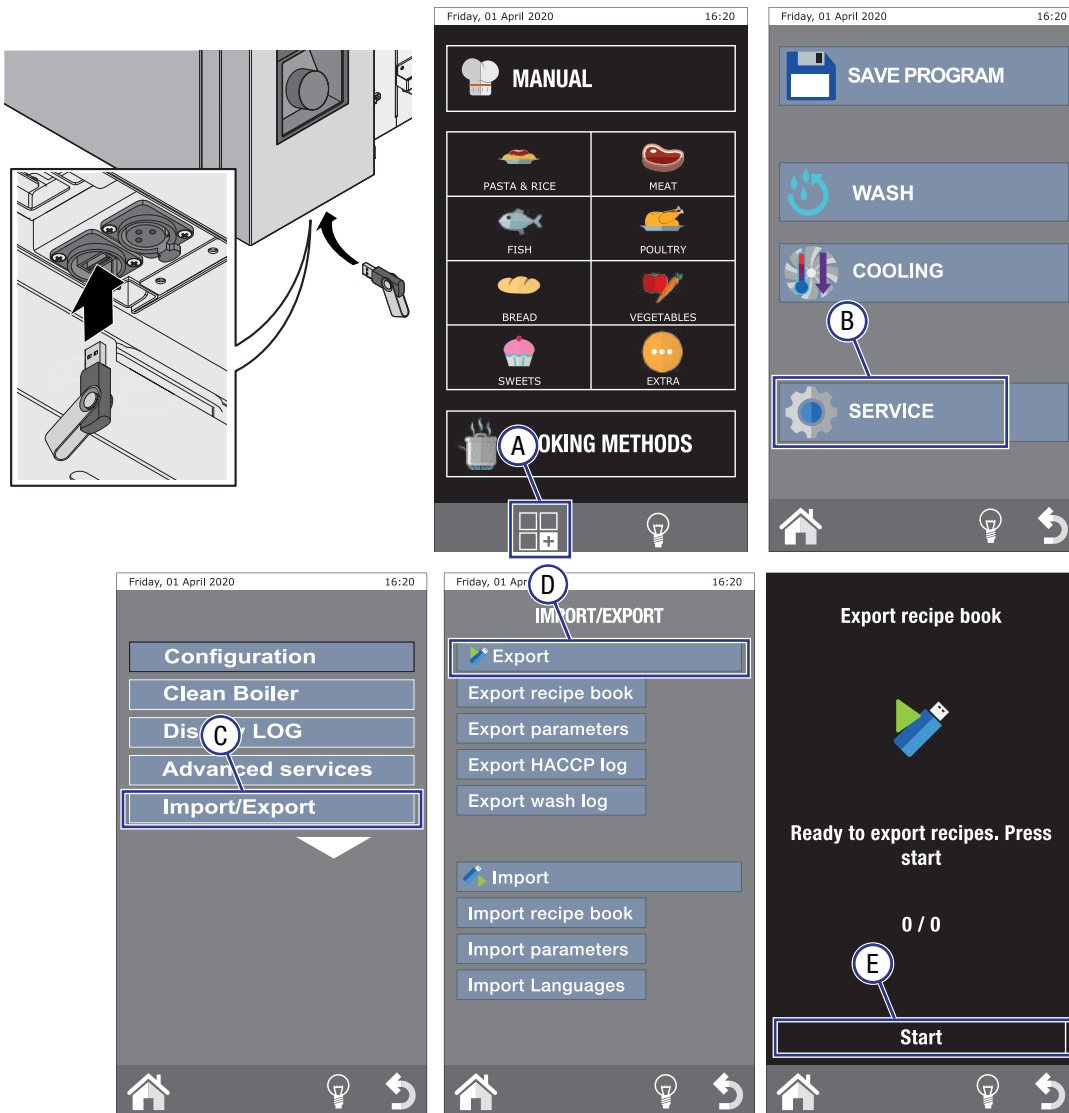 Friday, 01 April 2020 16:20
MANUAL
PASTA & RICE MEAT
FISH POULTRY
BREAD VEGETABLES
SWEETS EXTRA
A OKING METHODS
Friday, 01 April 2020 16:20
SAVE PROGRAM
WASH
COOLING
B
SERVICE
Friday, 01 April 2020 16:20
Configuration
Clean Boiler
Dis y LOG
C
Advanced services
Import/Export
Friday, 01 Apr 16:20
D
IMPORT/EXPORT
Export
Export recipe book
Export parameters
Export HACCP log
Export wash log
Import
Import recipe book
Import parameters
Import Languages
Export recipe book
Ready to export recipes. Press
start
0 / 0
E
Start